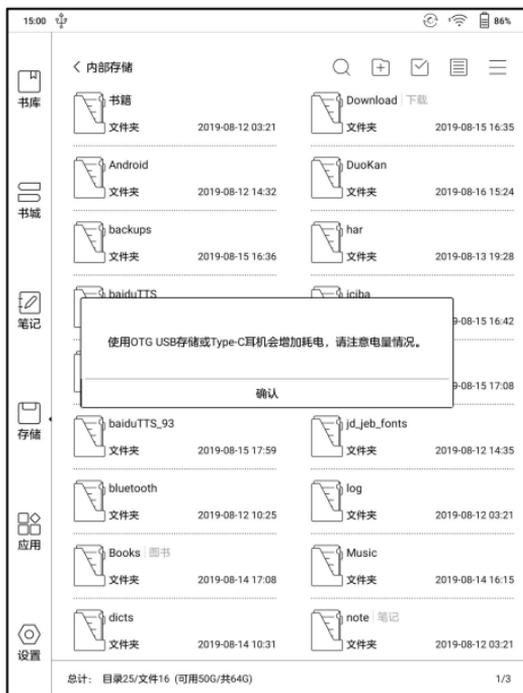 15:00
86%
内部存储
书籍
文件夹 2019-08-12 03:21
Download 下载
文件夹 2019-08-15 16:35
书库
Android
文件夹 2019-08-12 14:32
DuoKan
文件夹 2019-08-16 15:24
书城
backups
文件夹 2019-08-15 16:36
har
文件夹 2019-08-13 19:28
笔记
baiduTTS
iciba
9-08-15 16:42
使用OTG USB存储或Type-C耳机会增加耗电，请注意电量情况。
9-08-15 17:08
确认
存储
baiduTTS_93
文件夹 2019-08-15 17:59
jd_jeb_fonts
文件夹 2019-08-12 14:35
bluetooth
文件夹 2019-08-12 10:25
log
文件夹 2019-08-12 03:21
应用
Books 图书
文件夹 2019-08-14 17:08
Music
文件夹 2019-08-14 16:15
dicts
文件夹 2019-08-14 10:31
note 笔记
文件夹 2019-08-12 03:21
设置
总计： 目录25/文件16 (可用50G/共64G)
1/3